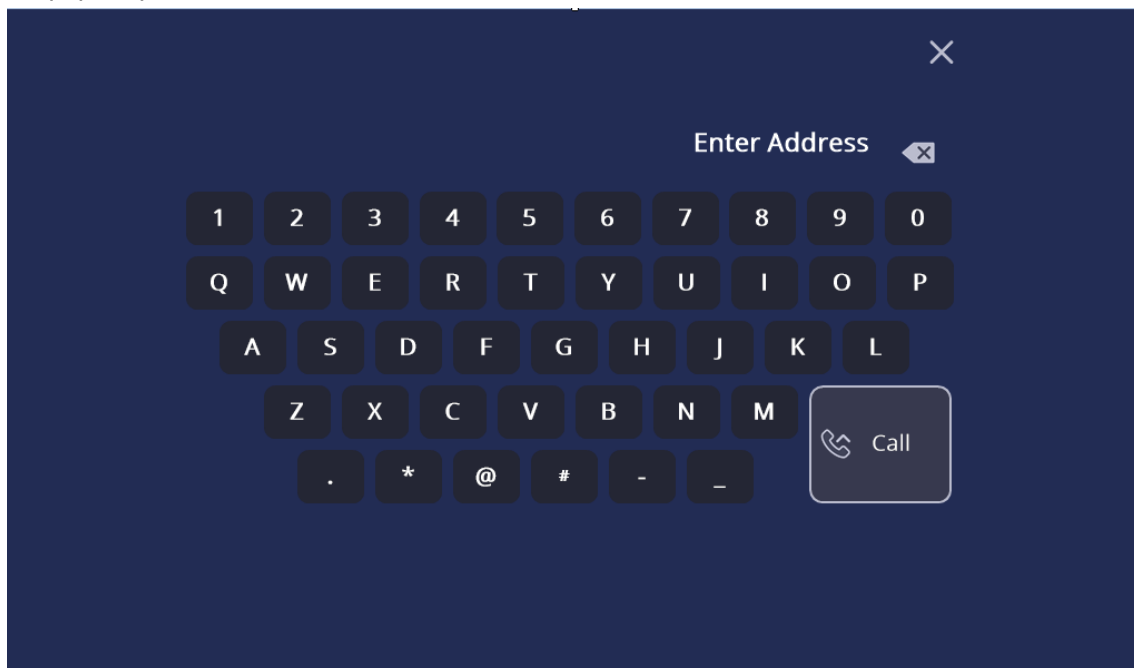 Enter Address
1 2 3 4 5 6 7 8 9 0
Q W E R T Y U I O P
A S D F G H J K L
Z X C V B N M
Call
. * @ # - _